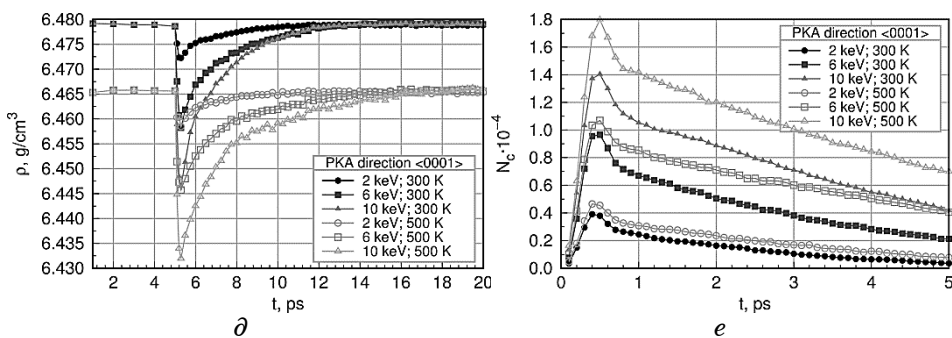 ρ, g/cm³
6.480
6.475
6.470
6.465
6.460
6.455
6.450
6.445
6.440
6.435
6.430
0 2 4 6 8 10 12 14 16 18 20
t, ps
PKA direction <0001>
2 keV; 300 K
6 keV; 300 K
10 keV; 300 K
2 keV; 500 K
6 keV; 500 K
10 keV; 500 K
д
N_c·10⁻⁴
1.8
1.6
1.4
1.2
1.0
0.8
0.6
0.4
0.2
0.0
0 1 2 3 4 5
t, ps
PKA direction <0001>
2 keV; 300 K
6 keV; 300 K
10 keV; 300 K
2 keV; 500 K
6 keV; 500 K
10 keV; 500 K
е